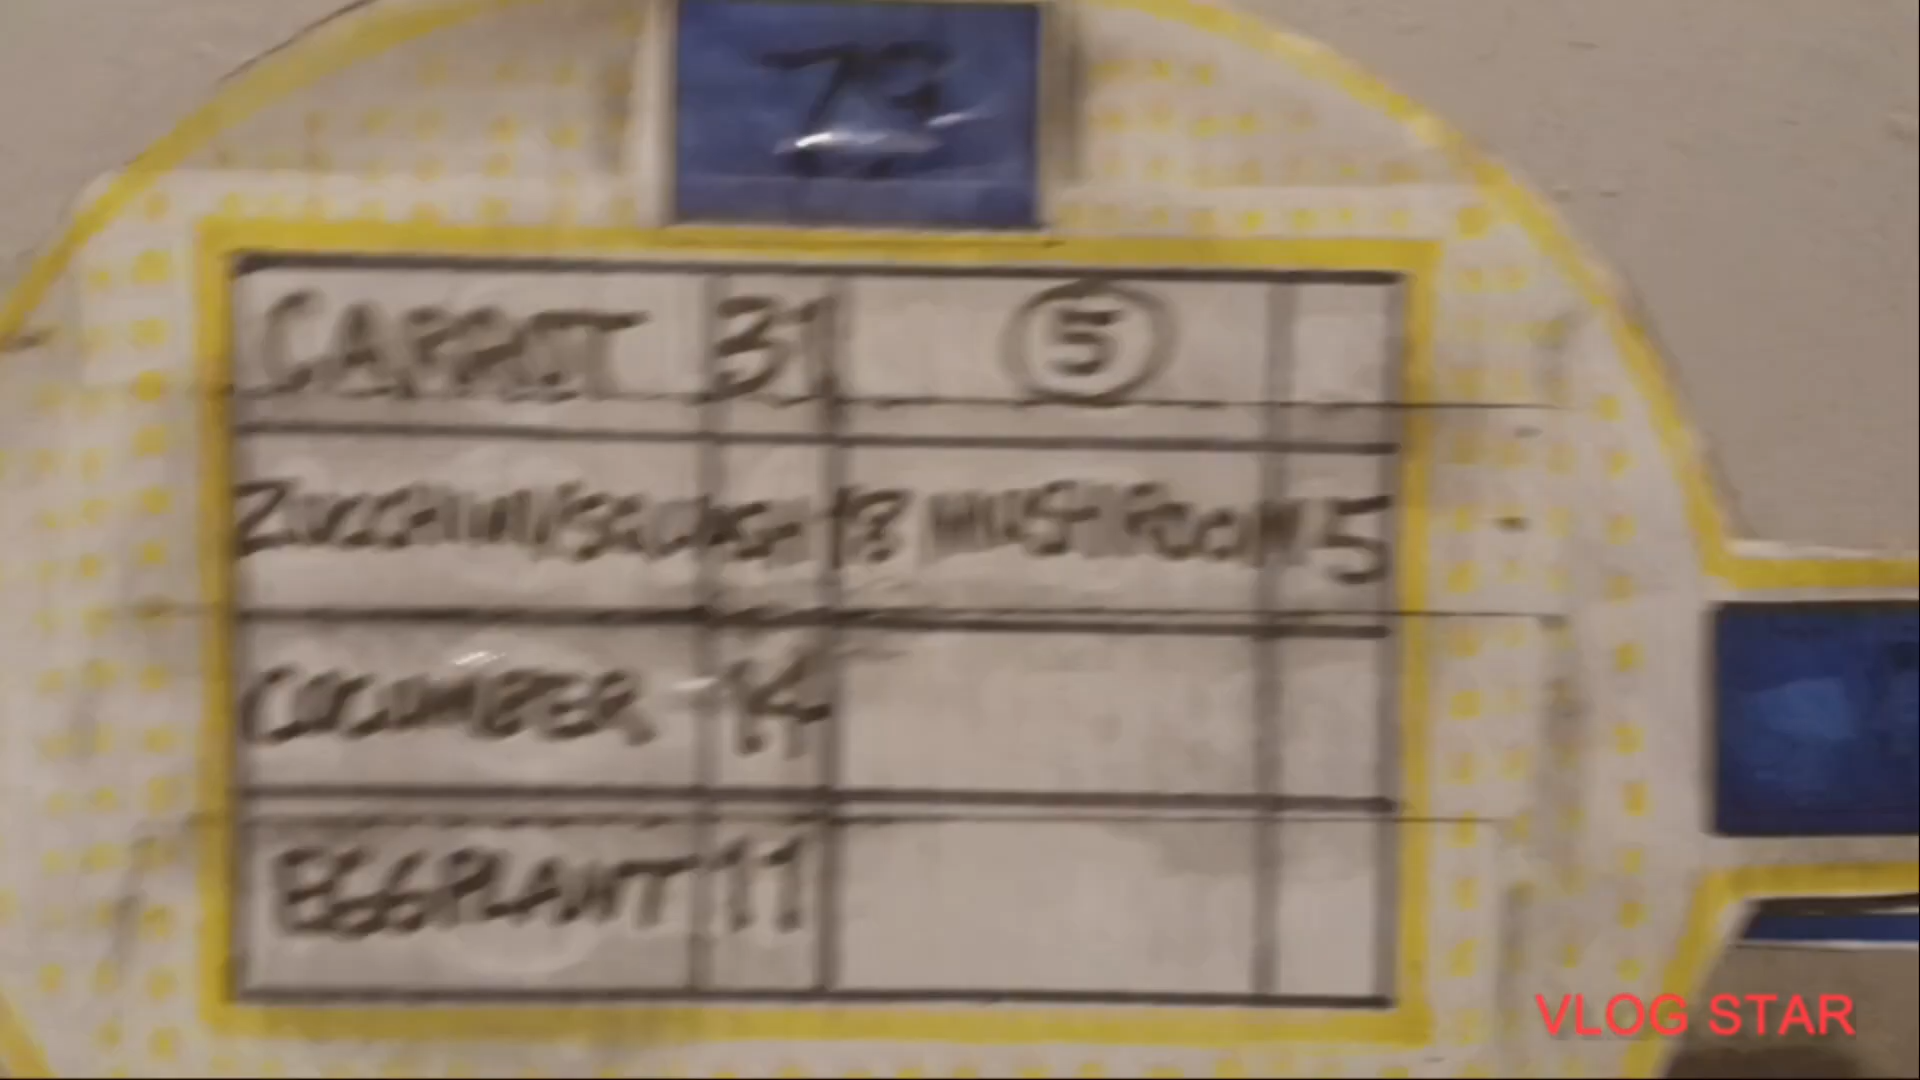 CARROT 31 5
ZUCCHINI/SQUASH 18 MUSHROOM 5
CUCUMBER 14
EGGPLANT 11
VLOG STAR